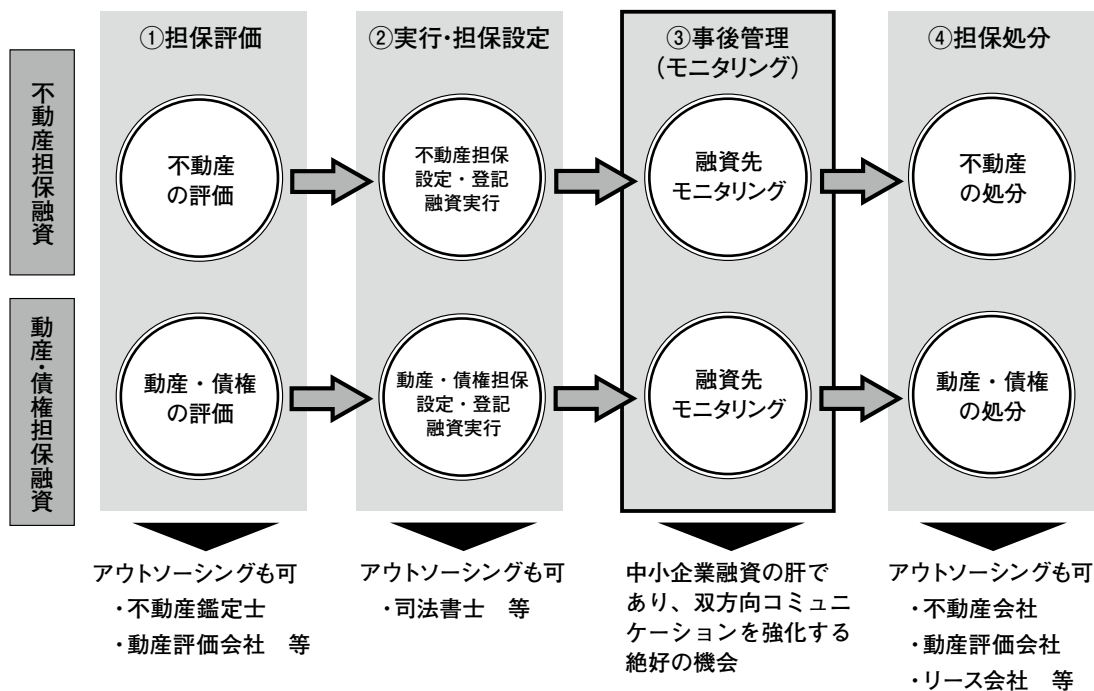 ①担保評価
②実行・担保設定
③事後管理
(モニタリング)
④担保処分
不動産担保融資
不動産
の評価
不動産担保
設定・登記
融資実行
融資先
モニタリング
不動産
の処分
動産・債権担保融資
動産・債権
の評価
動産・債権担保
設定・登記
融資実行
融資先
モニタリング
動産・債権
の処分
アウトソーシングも可
・不動産鑑定士
・動産評価会社　等
アウトソーシングも可
・司法書士　等
中小企業融資の肝で
あり、双方向コミュニ
ケーションを強化する
絶好の機会
アウトソーシングも可
・不動産会社
・動産評価会社
・リース会社　等